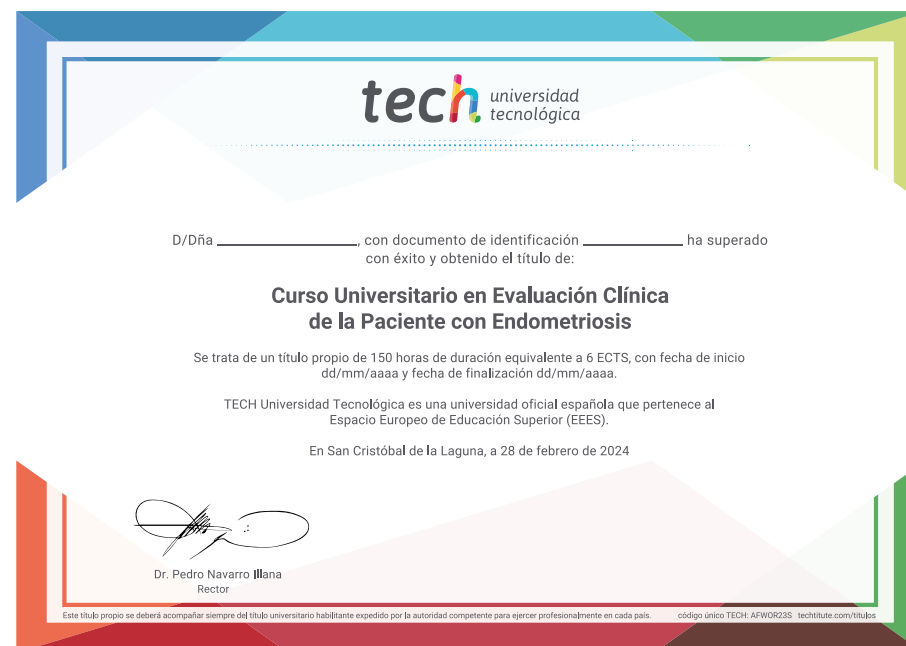 tech universidad
tecnológica
D/Dña ____________________, con documento de identificación ______________ ha superado
con éxito y obtenido el título de:
Curso Universitario en Evaluación Clínica
de la Paciente con Endometriosis
Se trata de un título propio de 150 horas de duración equivalente a 6 ECTS, con fecha de inicio
dd/mm/aaaa y fecha de finalización dd/mm/aaaa.
TECH Universidad Tecnológica es una universidad oficial española que pertenece al
Espacio Europeo de Educación Superior (EEES).
En San Cristóbal de la Laguna, a 28 de febrero de 2024
Dr. Pedro Navarro Illana
Rector
Este título propio se deberá acompañar siempre del título universitario habilitante expedido por la autoridad competente para ejercer profesionalmente en cada país. código único TECH: AFWOR23S techtitute.com/titulos